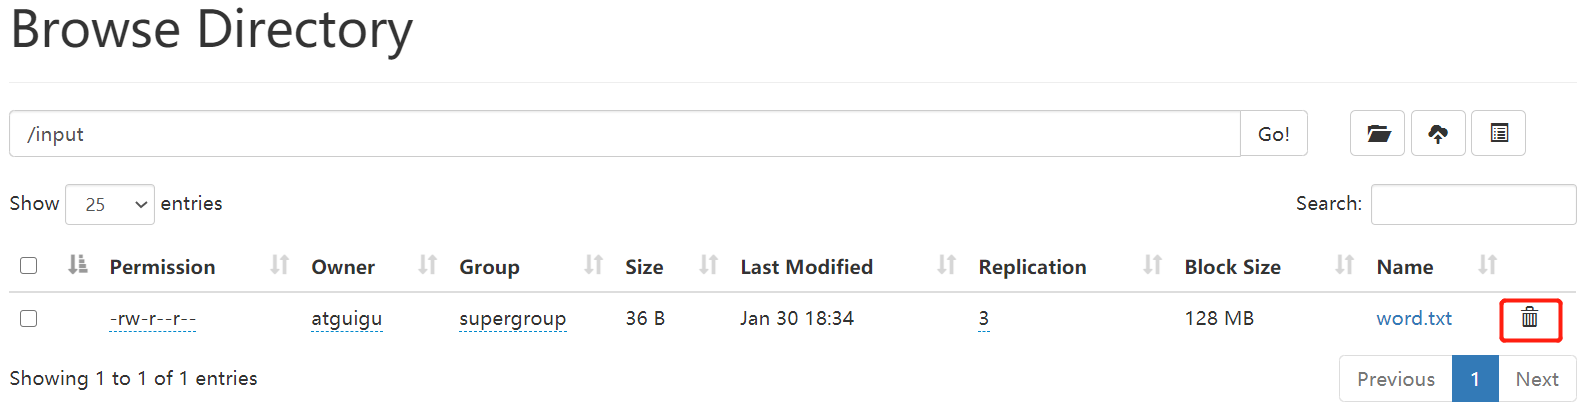 Browse Directory
/input Go!
Show 25 entries Search:
Permission Owner Group Size Last Modified Replication Block Size Name
-rw-r--r-- atguigu supergroup 36 B Jan 30 18:34 3 128 MB word.txt
Showing 1 to 1 of 1 entries Previous 1 Next